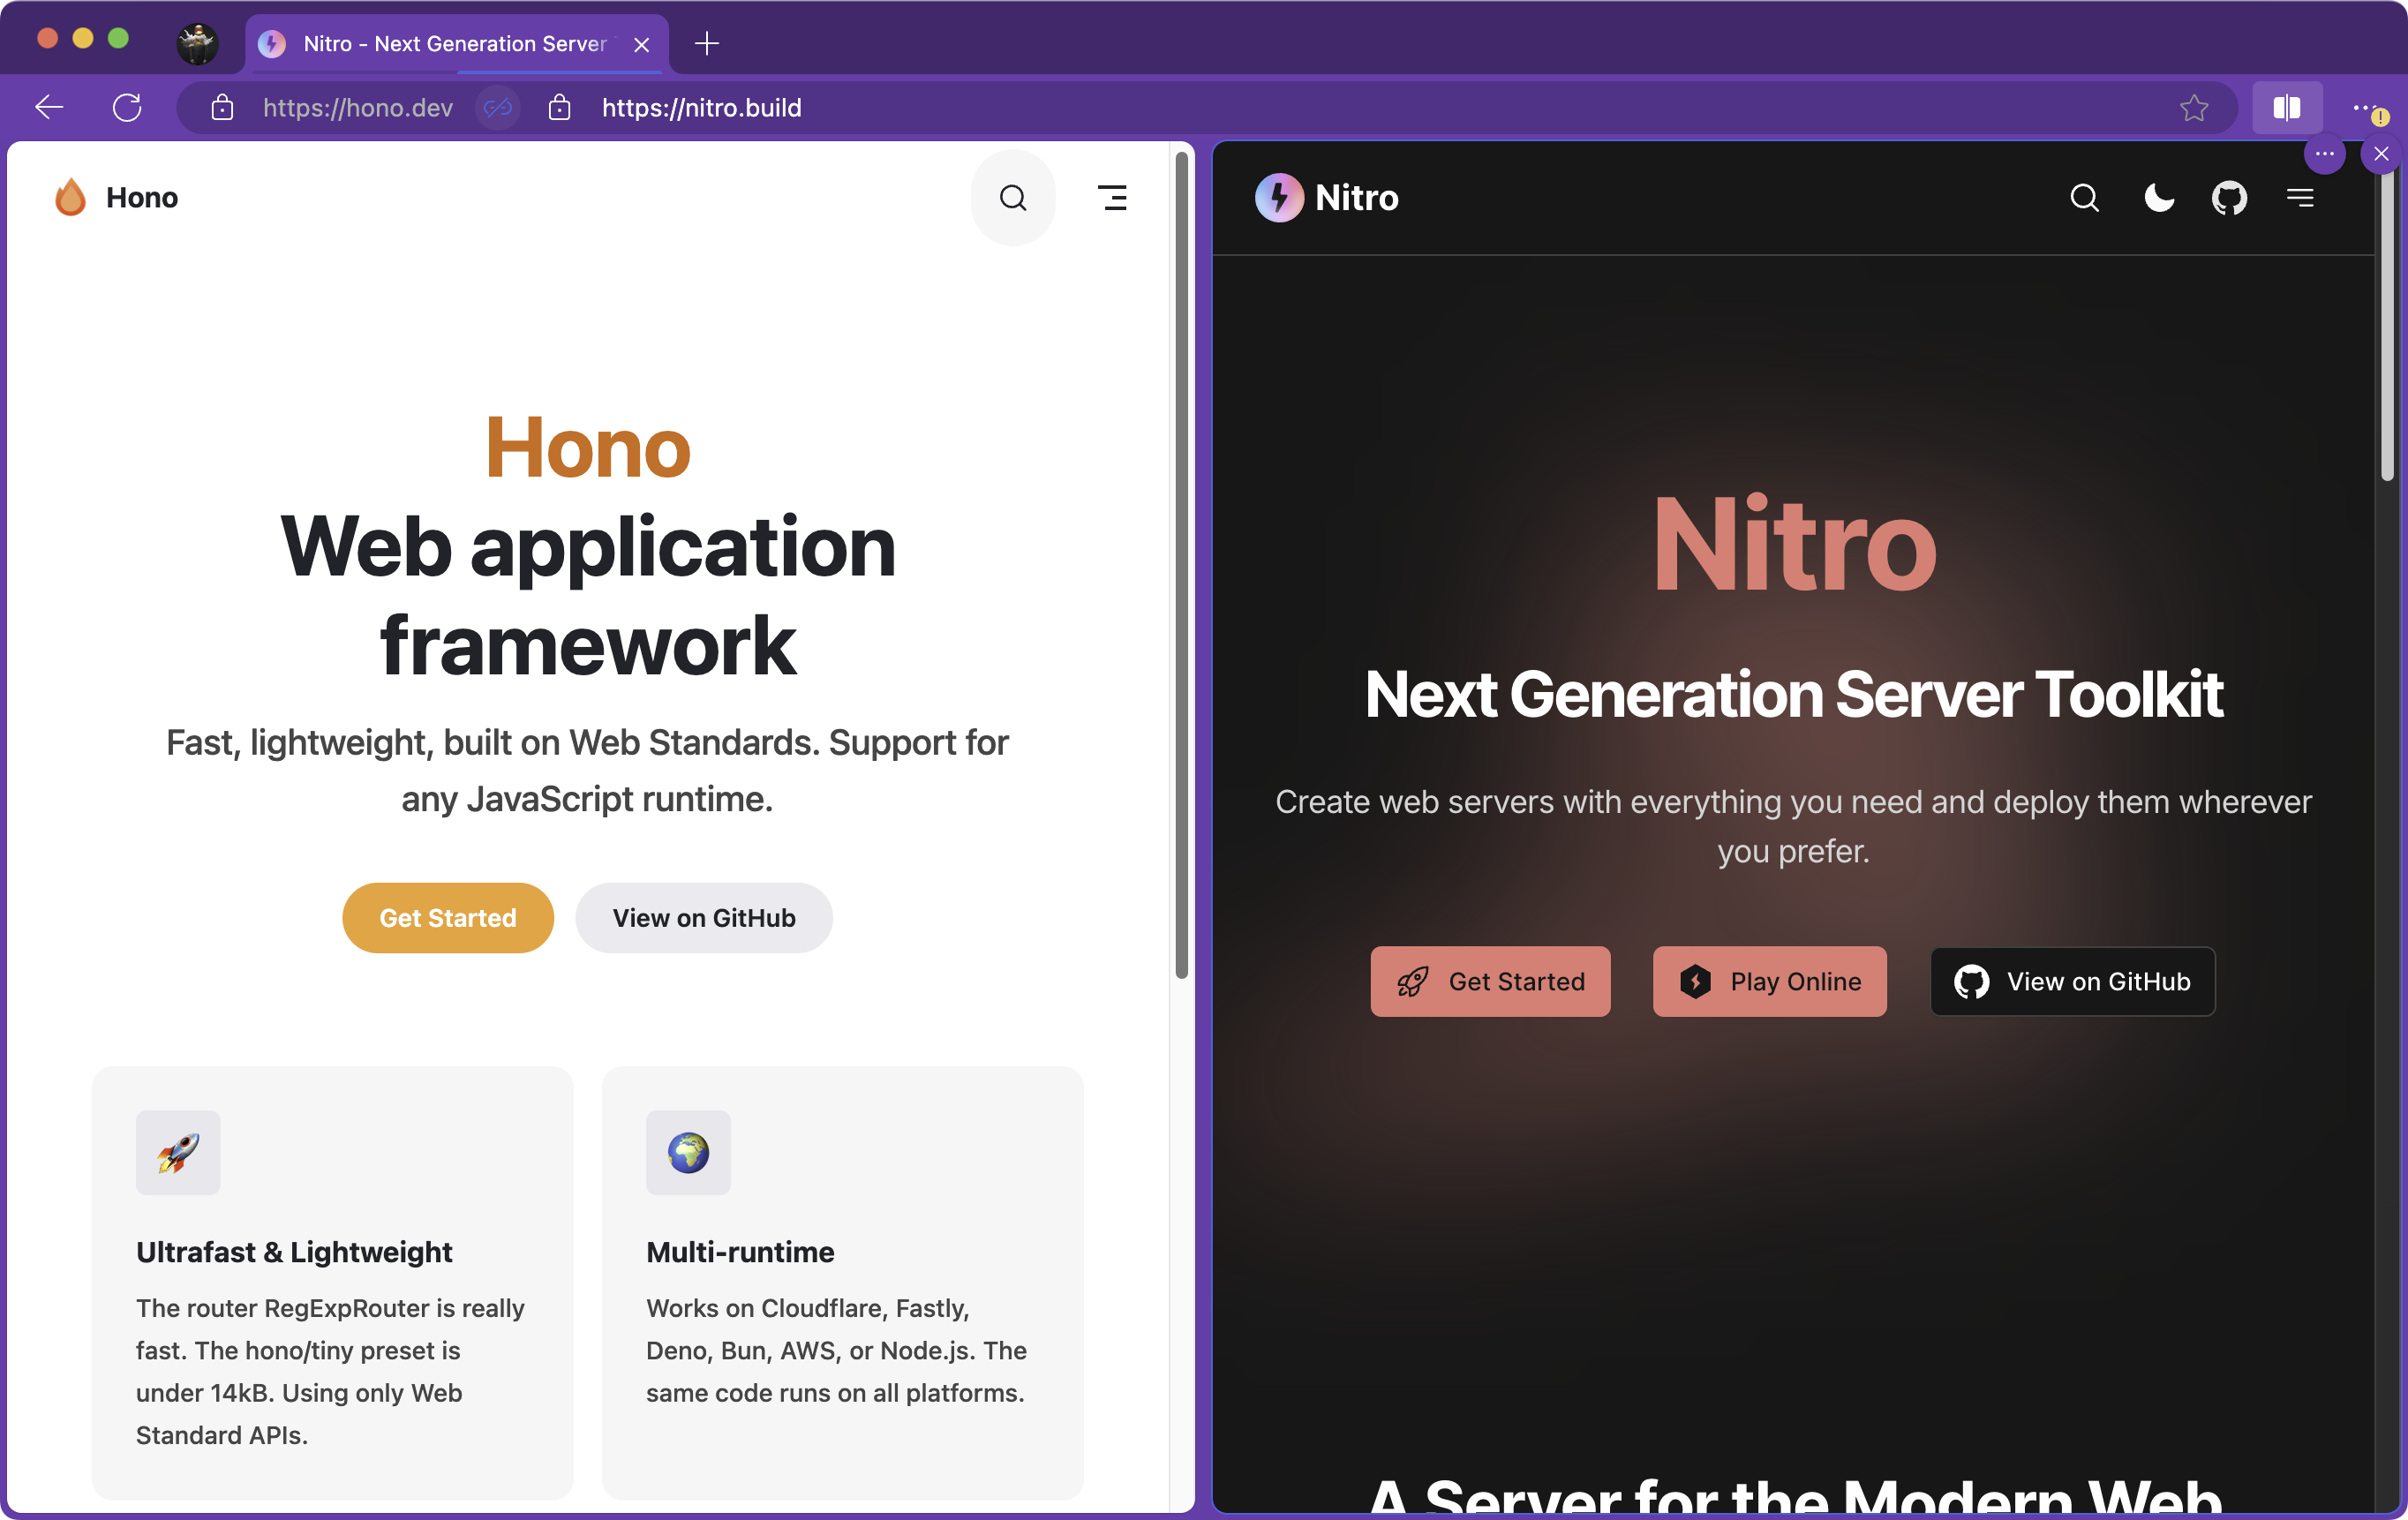 Nitro - Next Generation Server
https://hono.dev
https://nitro.build
Hono
Hono
Web application
framework
Fast, lightweight, built on Web Standards. Support for
any JavaScript runtime.
Get Started
View on GitHub
Ultrafast & Lightweight
The router RegExpRouter is really
fast. The hono/tiny preset is
under 14kB. Using only Web
Standard APIs.
Multi-runtime
Works on Cloudflare, Fastly,
Deno, Bun, AWS, or Node.js. The
same code runs on all platforms.
Nitro
Nitro
Next Generation Server Toolkit
Create web servers with everything you need and deploy them wherever
you prefer.
Get Started
Play Online
View on GitHub
A Server for the Modern Web